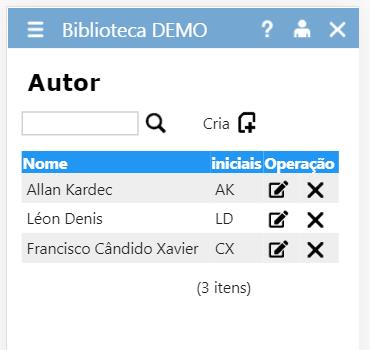 Biblioteca DEMO ?
Autor
Cria
Nome iniciais Operação
Allan Kardec AK
Léon Denis LD
Francisco Cândido Xavier CX
(3 itens)